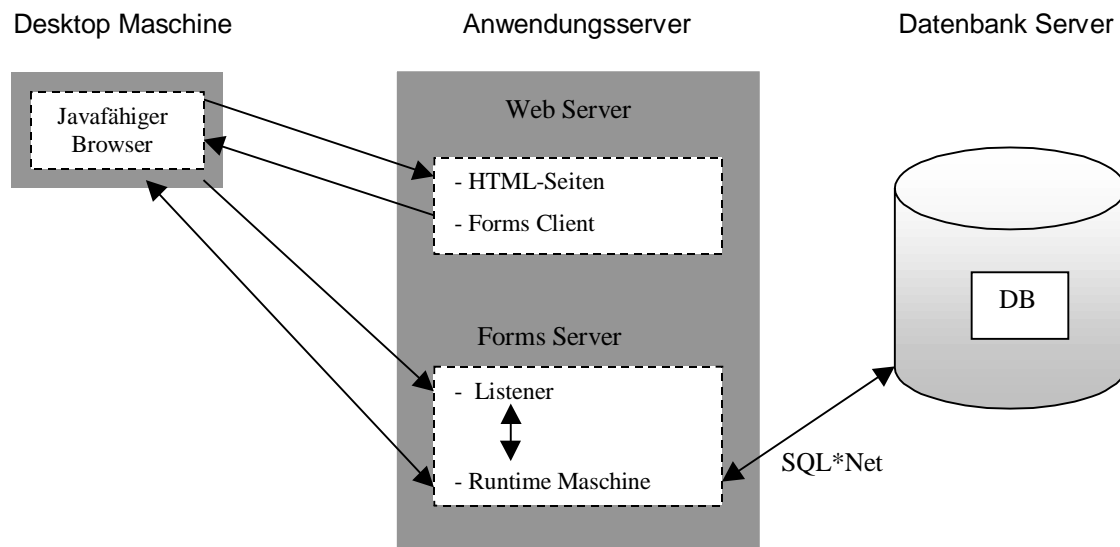 Desktop Maschine
Anwendungsserver
Datenbank Server
Javafähiger
Browser
Web Server
- HTML-Seiten
- Forms Client
DB
Forms Server
- Listener
- Runtime Maschine
SQL*Net